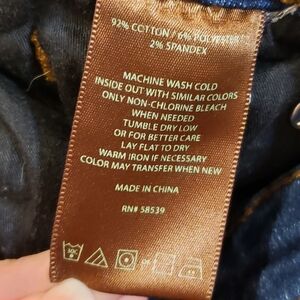 92% COTTON / 6% POLYESTER
2% SPANDEX
MACHINE WASH COLD
INSIDE OUT WITH SIMILAR COLORS
ONLY NON-CHLORINE BLEACH
WHEN NEEDED
TUMBLE DRY LOW
OR FOR BETTER CARE
LAY FLAT TO DRY
WARM IRON IF NECESSARY
COLOR MAY TRANSFER WHEN NEW
MADE IN CHINA
RN# 58539
or